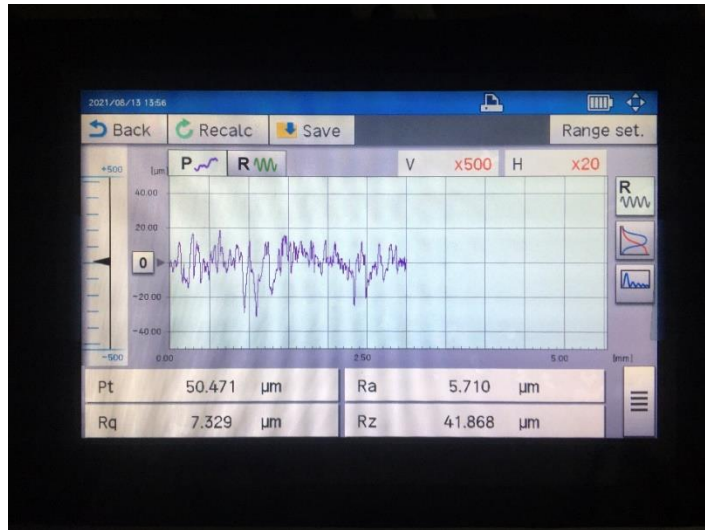 2021/08/13 13:56
Back Recalc Save Range set.
+500 [μm] P R V x500 H x20
40.00 R
20.00
0
-20.00
-40.00
-500 0.00 2.50 5.00 [mm]
Pt 50.471 μm Ra 5.710 μm
Rq 7.329 μm Rz 41.868 μm